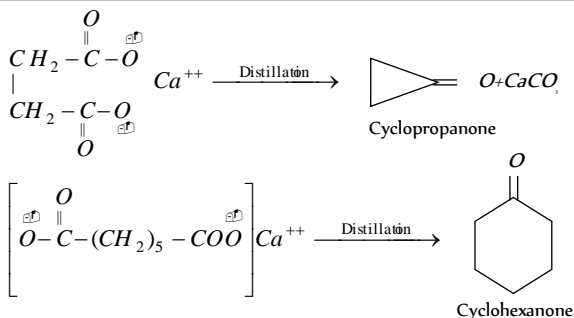 O
||
CH₂ – C – O
|
CH₂ – C – O
||
O
Ca⁺⁺ Distillation O+CaCO₃
Cyclopropanone
O
||
[O – C – (CH₂)₅ – COO] Ca⁺⁺ Distillation
O
Cyclohexanone